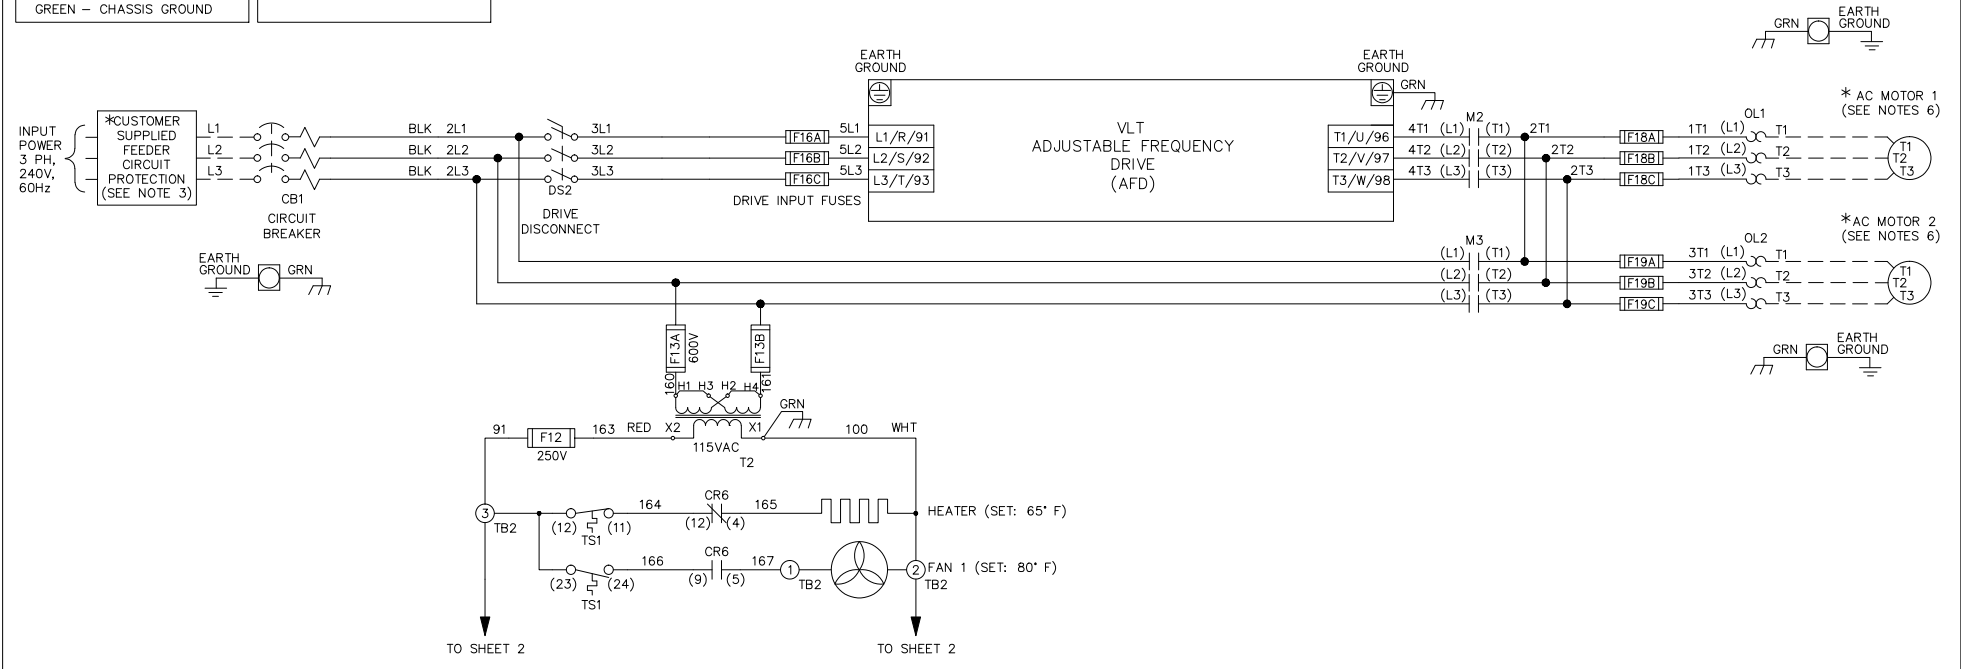 GREEN – CHASSIS GROUND
GRN
EARTH
GROUND
INPUT
POWER
3 PH,
240V,
60Hz
*CUSTOMER
SUPPLIED
FEEDER
CIRCUIT
PROTECTION
(SEE NOTE 3)
L1
L2
L3
CB1
CIRCUIT
BREAKER
BLK 2L1
BLK 2L2
BLK 2L3
3L1
3L2
3L3
DS2
DRIVE
DISCONNECT
F16A
F16B
F16C
DRIVE INPUT FUSES
5L1
5L2
5L3
EARTH
GROUND
L1/R/91
L2/S/92
L3/T/93
VLT
ADJUSTABLE FREQUENCY
DRIVE
(AFD)
EARTH
GROUND
GRN
T1/U/96
T2/V/97
T3/W/98
M2
4T1 (L1) (T1) 2T1
4T2 (L2) (T2) 2T2
4T3 (L3) (T3) 2T3
F18A
F18B
F18C
OL1
1T1 (L1) T1
1T2 (L2) T2
1T3 (L3) T3
* AC MOTOR 1
(SEE NOTES 6)
T1
T2
T3
EARTH
GROUND
GRN
M3
(L1) (T1)
(L2) (T2)
(L3) (T3)
F19A
F19B
F19C
OL2
3T1 (L1) T1
3T2 (L2) T2
3T3 (L3) T3
* AC MOTOR 2
(SEE NOTES 6)
T1
T2
T3
GRN
EARTH
GROUND
F13A
600V
F13B
160
161
H1 H3 H2 H4
GRN
91
F12
250V
163 RED X2
X1
115VAC
T2
100 WHT
3
TB2
(12) (11)
TS1
164
CR6
(12) (4)
165
HEATER (SET: 65° F)
(23) (24)
TS1
166
CR6
(9) (5)
167
1
TB2
2
TB2
FAN 1 (SET: 80° F)
TO SHEET 2
TO SHEET 2